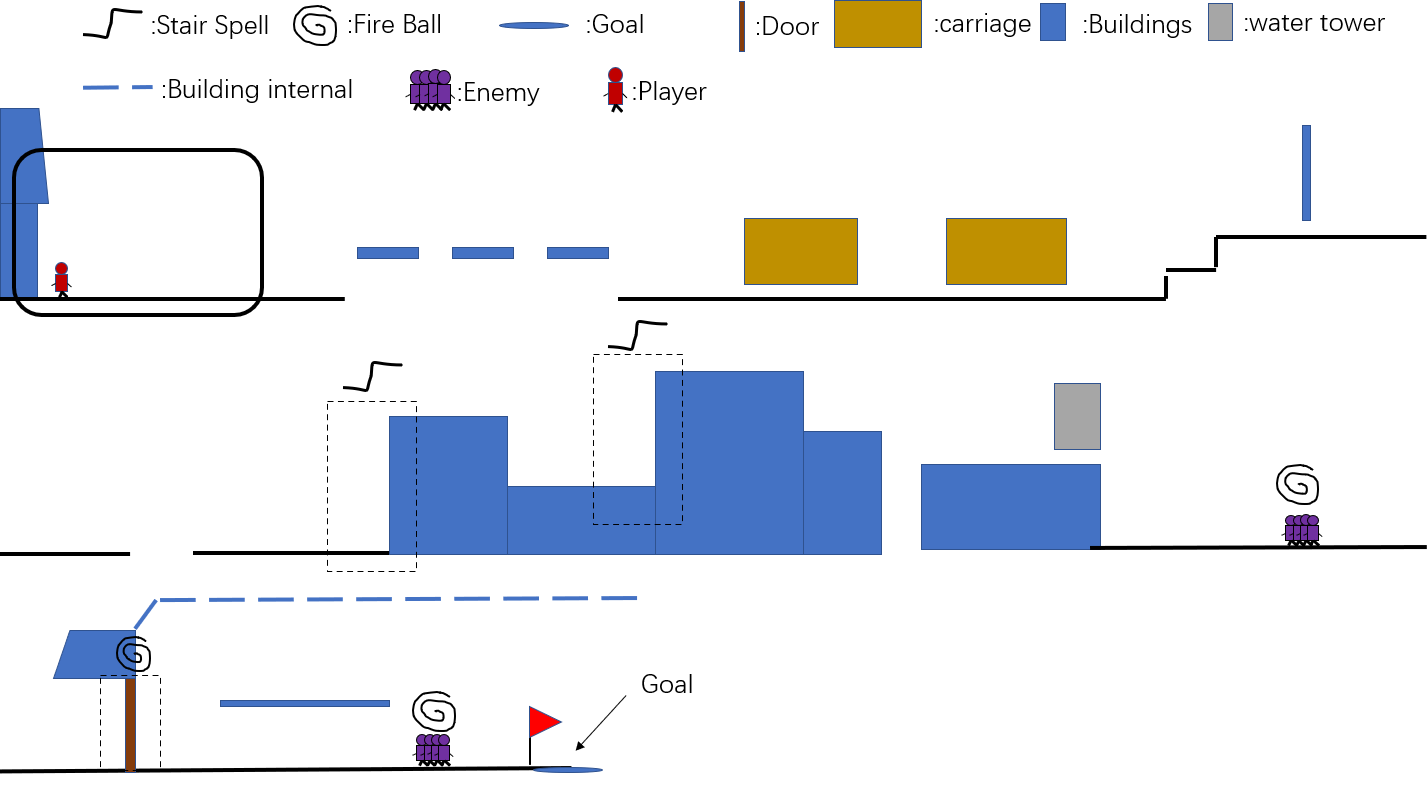 :Stair Spell :Fire Ball :Goal :Door :carriage :Buildings :water tower
:Building internal :Enemy :Player
Goal